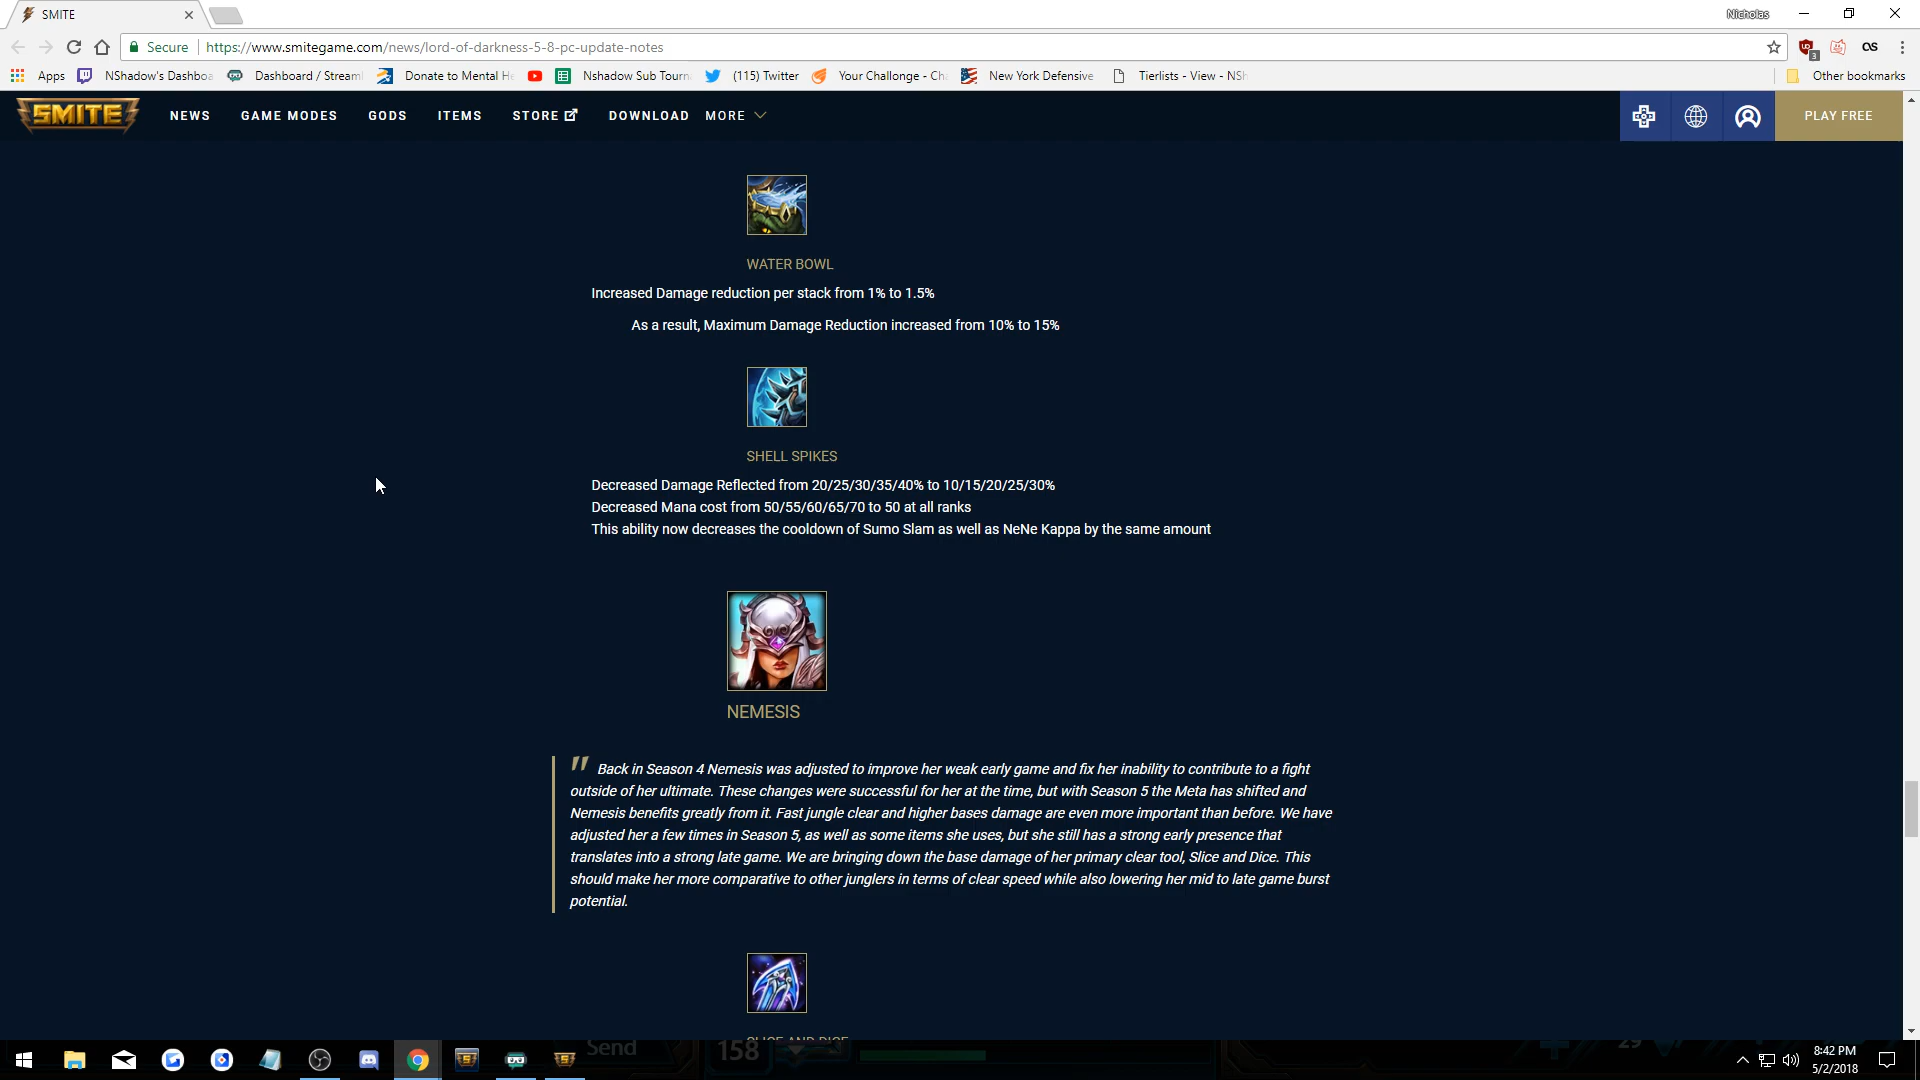 SMITE
Nicholas
Secure
https://www.smitegame.com/news/lord-of-darkness-5-8-pc-update-notes
Apps NShadow's Dashbo Dashboard / Stream Donate to Mental He Nshadow Sub Tourn (115) Twitter Your Challonge - Ch New York Defensive Tierlists - View - NSh Other bookmarks
SMITE NEWS GAME MODES GODS ITEMS STORE DOWNLOAD MORE PLAY FREE
WATER BOWL
Increased Damage reduction per stack from 1% to 1.5%
As a result, Maximum Damage Reduction increased from 10% to 15%
SHELL SPIKES
Decreased Damage Reflected from 20/25/30/35/40% to 10/15/20/25/30%
Decreased Mana cost from 50/55/60/65/70 to 50 at all ranks
This ability now decreases the cooldown of Sumo Slam as well as NeNe Kappa by the same amount
NEMESIS
" Back in Season 4 Nemesis was adjusted to improve her weak early game and fix her inability to contribute to a fight
outside of her ultimate. These changes were successful for her at the time, but with Season 5 the Meta has shifted and
Nemesis benefits greatly from it. Fast jungle clear and higher bases damage are even more important than before. We have
adjusted her a few times in Season 5, as well as some items she uses, but she still has a strong early presence that
translates into a strong late game. We are bringing down the base damage of her primary clear tool, Slice and Dice. This
should make her more comparative to other junglers in terms of clear speed while also lowering her mid to late game burst
potential.
SLICE AND DICE
Send 158 29
8:42 PM
5/2/2018